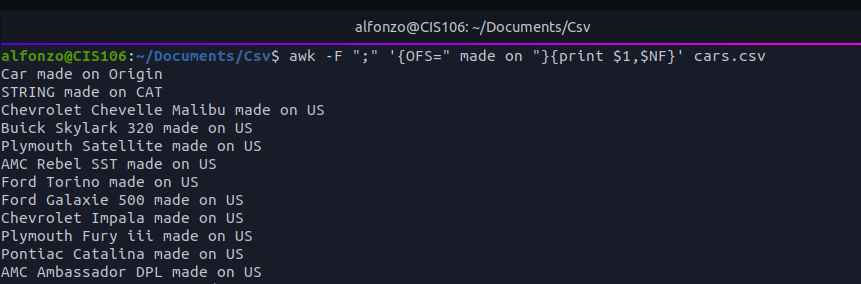 alfonzo@CIS106: ~/Documents/Csv
alfonzo@CIS106:~/Documents/Csv$ awk -F ";" '{OFS=" made on "}{print $1,$NF}' cars.csv
Car made on Origin
STRING made on CAT
Chevrolet Chevelle Malibu made on US
Buick Skylark 320 made on US
Plymouth Satellite made on US
AMC Rebel SST made on US
Ford Torino made on US
Ford Galaxie 500 made on US
Chevrolet Impala made on US
Plymouth Fury iii made on US
Pontiac Catalina made on US
AMC Ambassador DPL made on US